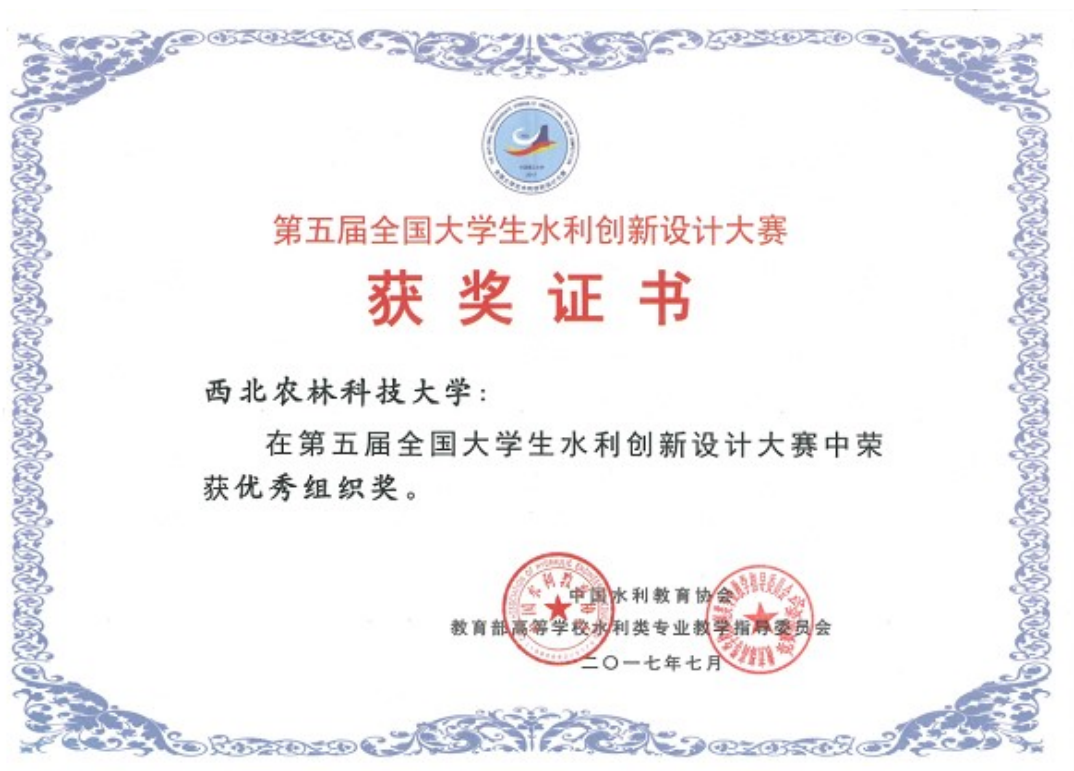 第五届全国大学生水利创新设计大赛
获奖证书
西北农林科技大学：
在第五届全国大学生水利创新设计大赛中荣
获优秀组织奖。
中国水利教育协会
教育部高等学校水利类专业教学指导委员会
二〇一七年七月